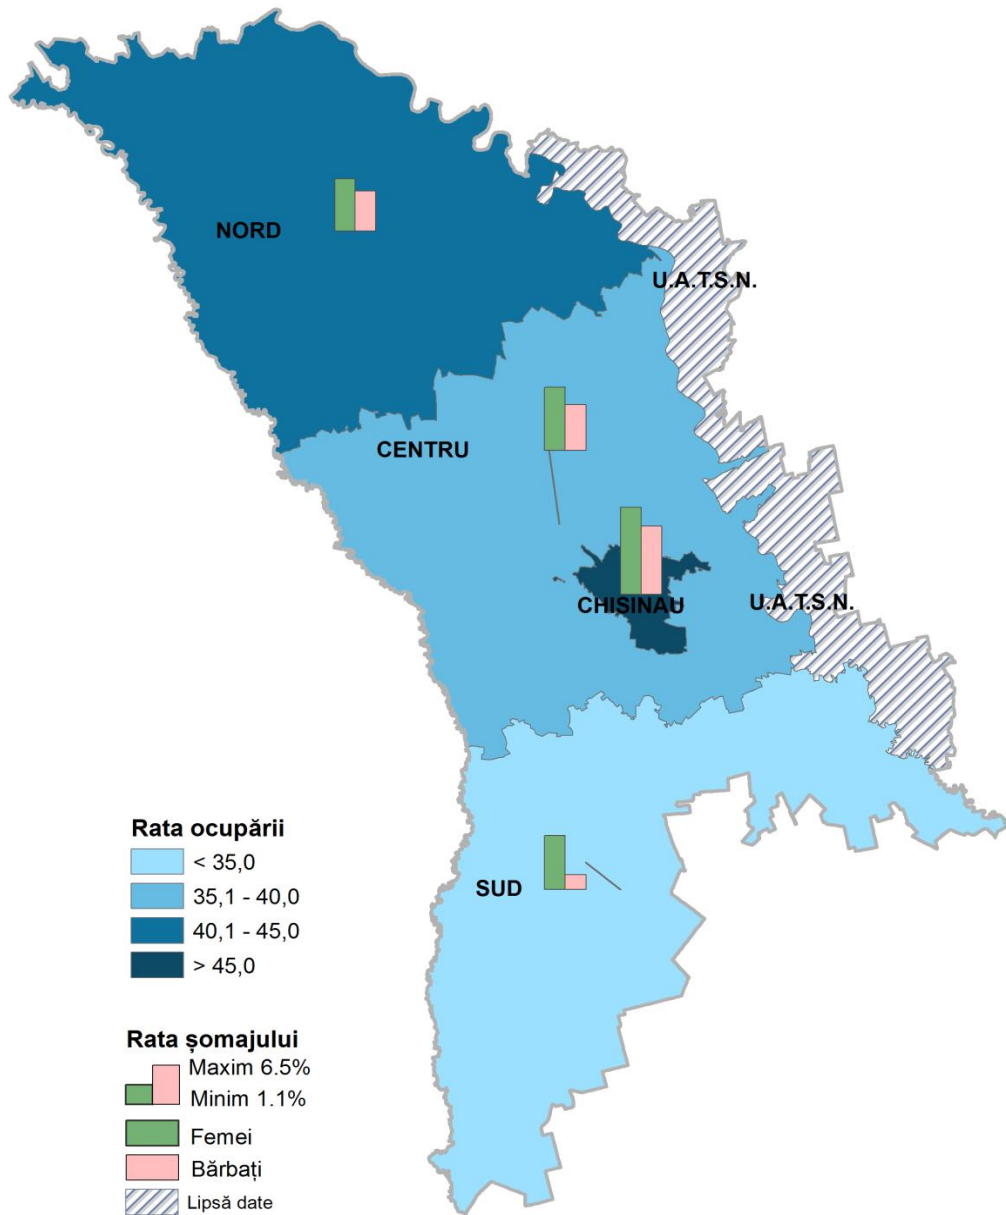 NORD
U.A.T.S.N.
CENTRU
CHISINAU
U.A.T.S.N.
SUD
Rata ocupării
< 35,0
35,1 - 40,0
40,1 - 45,0
> 45,0
Rata șomajului
Maxim 6.5%
Minim 1.1%
Femei
Bărbați
Lipsă date